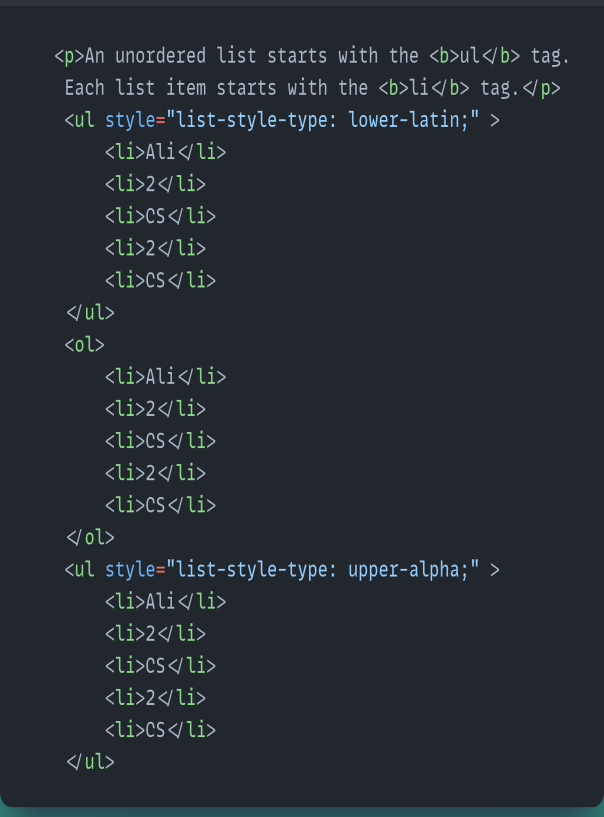 <p>An unordered list starts with the <b>ul</b> tag.
Each list item starts with the <b>li</b> tag.</p>
<ul style="list-style-type: lower-latin;" >
<li>Ali</li>
<li>2</li>
<li>CS</li>
<li>2</li>
<li>CS</li>
</ul>
<ol>
<li>Ali</li>
<li>2</li>
<li>CS</li>
<li>2</li>
<li>CS</li>
</ol>
<ul style="list-style-type: upper-alpha;" >
<li>Ali</li>
<li>2</li>
<li>CS</li>
<li>2</li>
<li>CS</li>
</ul>